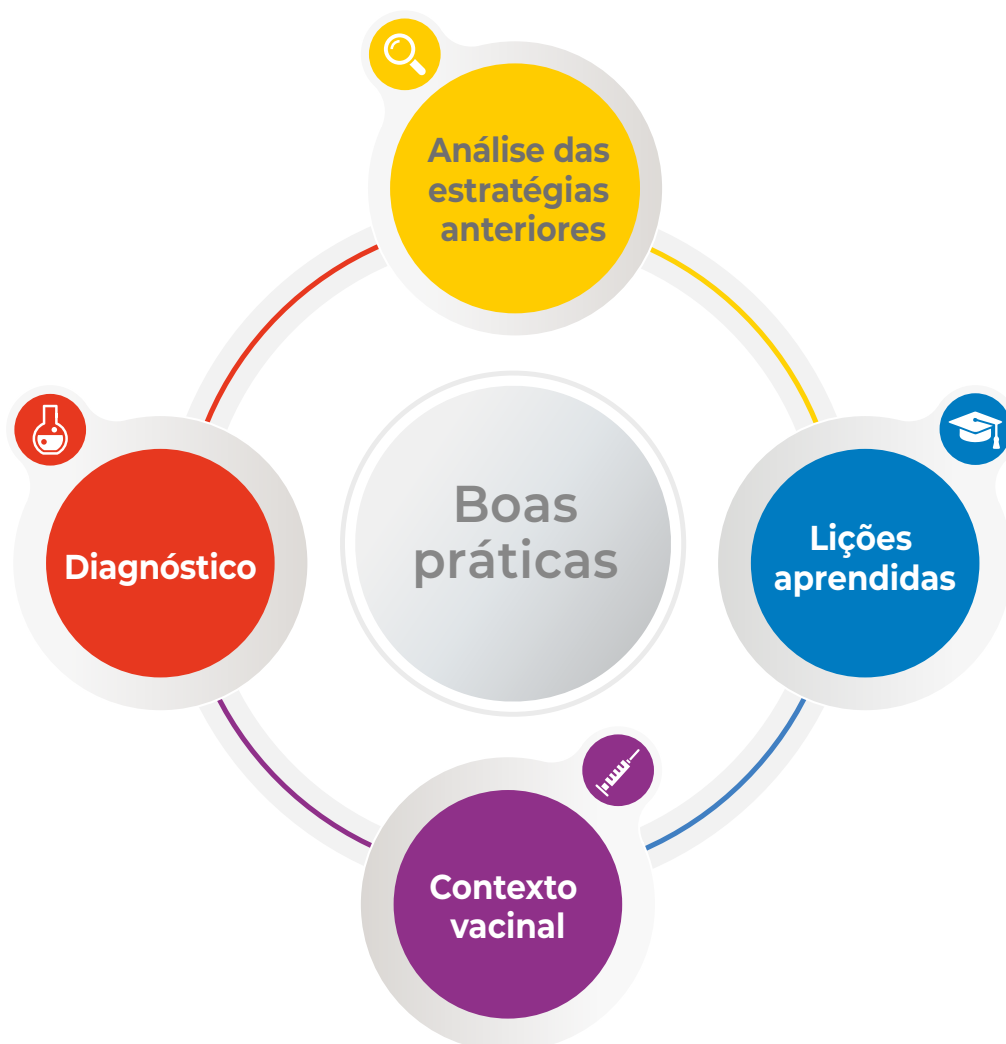 Análise das
estratégias
anteriores
Diagnóstico
Boas
práticas
Lições
aprendidas
Contexto
vacinal